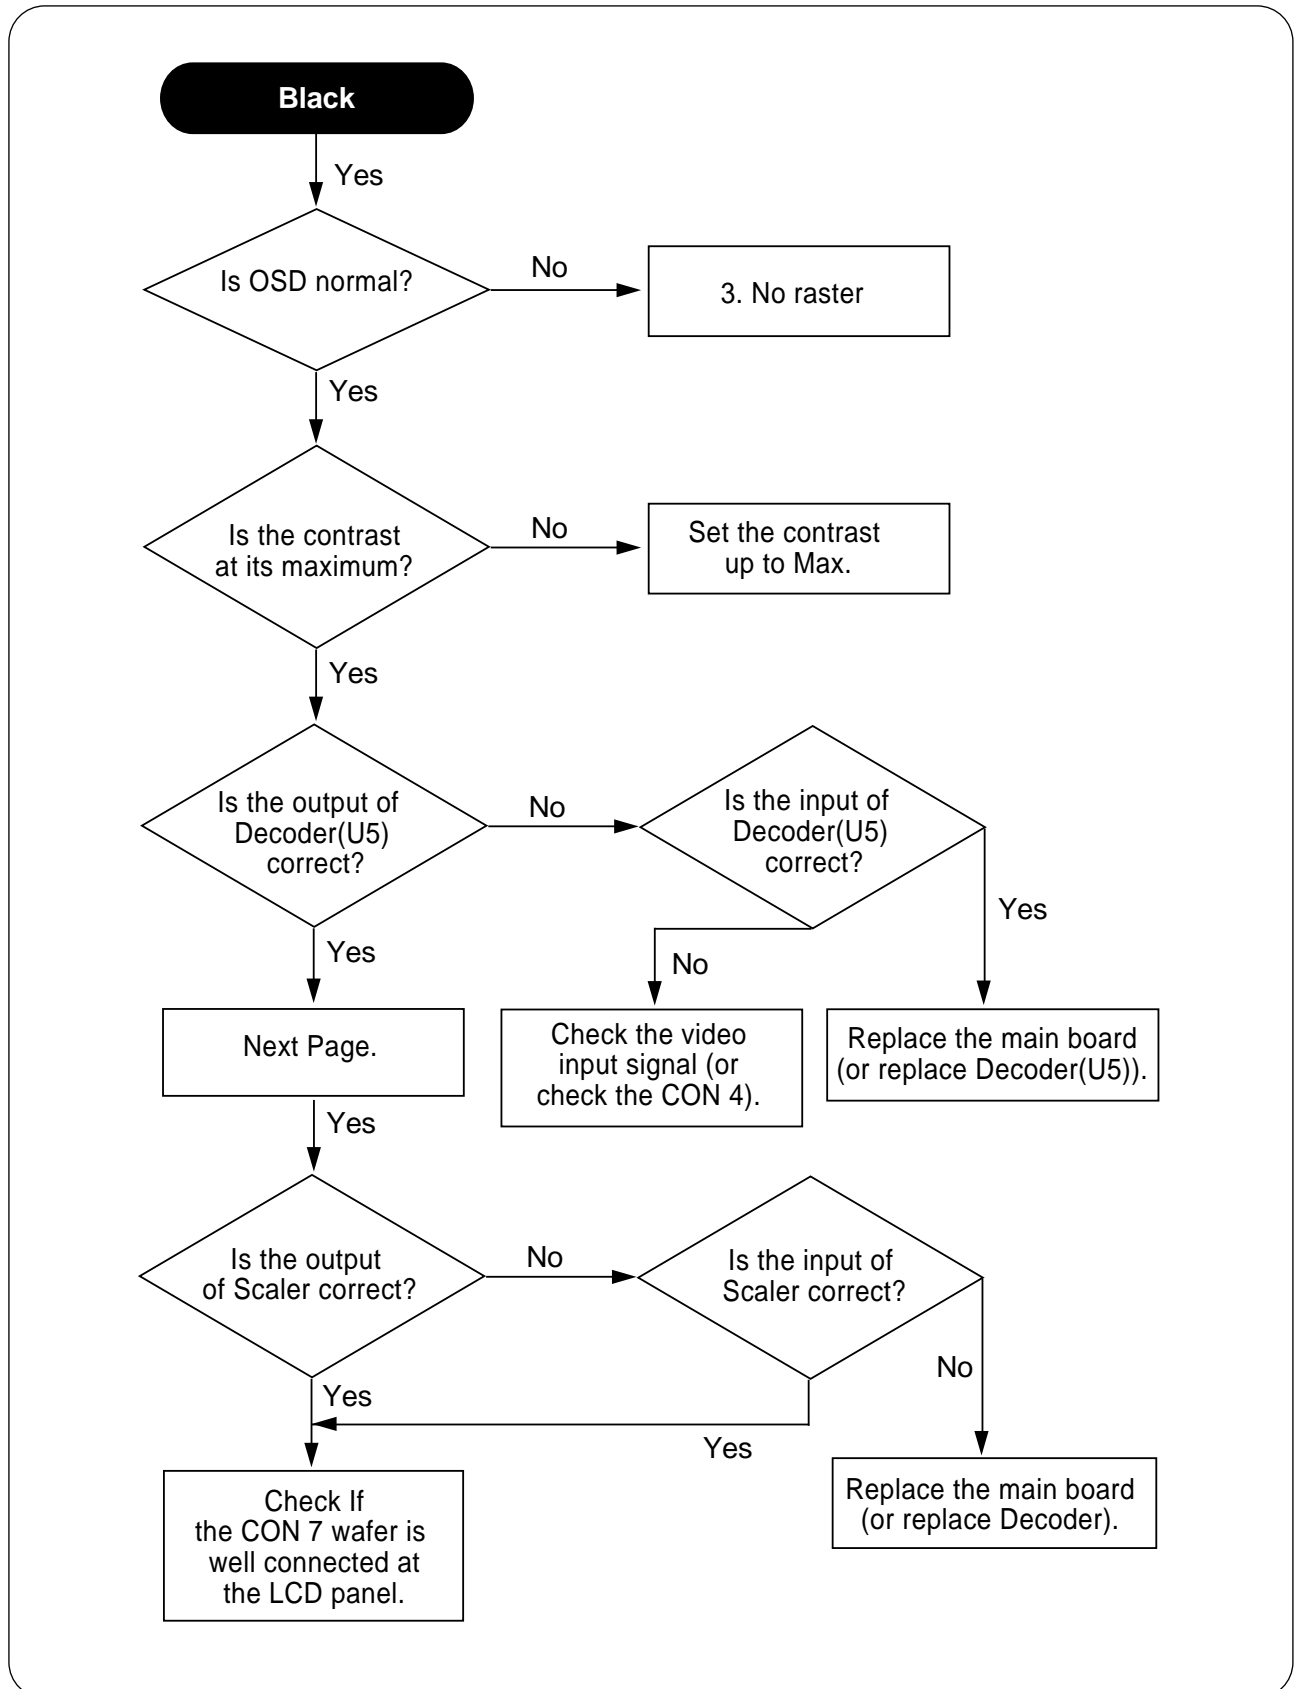 Black
Yes
Is OSD normal?
No
3. No raster
Yes
Is the contrast
at its maximum?
No
Set the contrast
up to Max.
Yes
Is the output of
Decoder(U5)
correct?
No
Is the input of
Decoder(U5)
correct?
Yes
No
Yes
Next Page.
Check the video
input signal (or
check the CON 4).
Replace the main board
(or replace Decoder(U5)).
Yes
Is the output
of Scaler correct?
No
Is the input of
Scaler correct?
No
Yes
Yes
Check If
the CON 7 wafer is
well connected at
the LCD panel.
Replace the main board
(or replace Decoder).